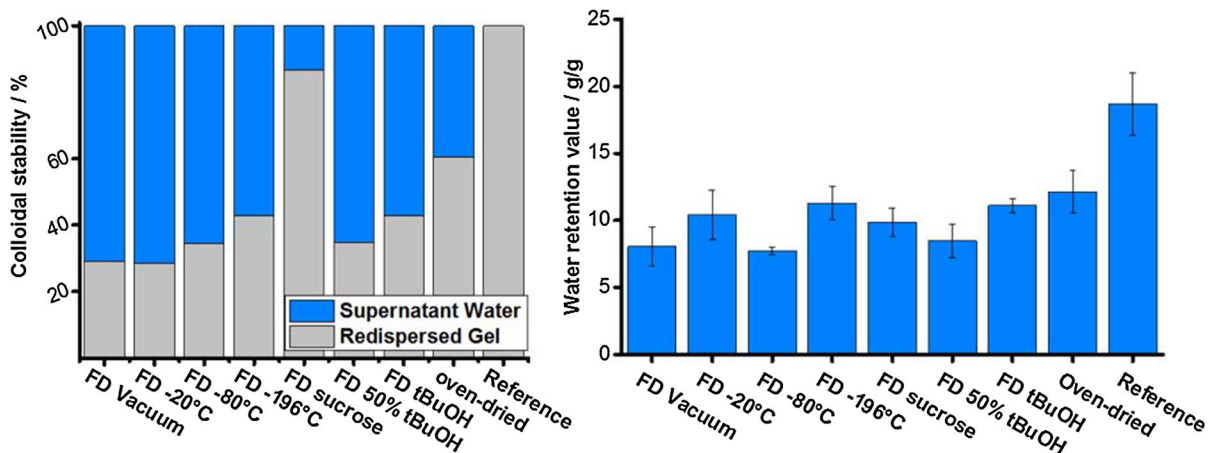 Colloidal stability / %
100
60
40
20
Supernatant Water
Redispersed Gel
FD Vacuum
FD -20°C
FD -80°C
FD -196°C
FD sucrose
FD 50% tBuOH
FD tBuOH
oven-dried
Reference
Water retention value / g/g
25
20
15
10
5
0
FD Vacuum
FD -20°C
FD -80°C
FD -196°C
FD sucrose
FD 50% tBuOH
FD tBuOH
Oven-dried
Reference